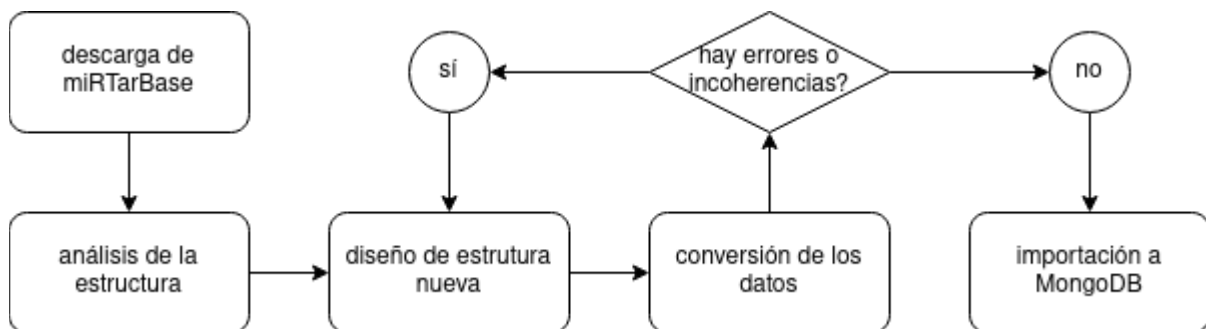 descarga de
miRTarBase
sí
hay errores o
incoherencias?
no
análisis de la
estructura
diseño de estrutura
nueva
conversión de los
datos
importación a
MongoDB